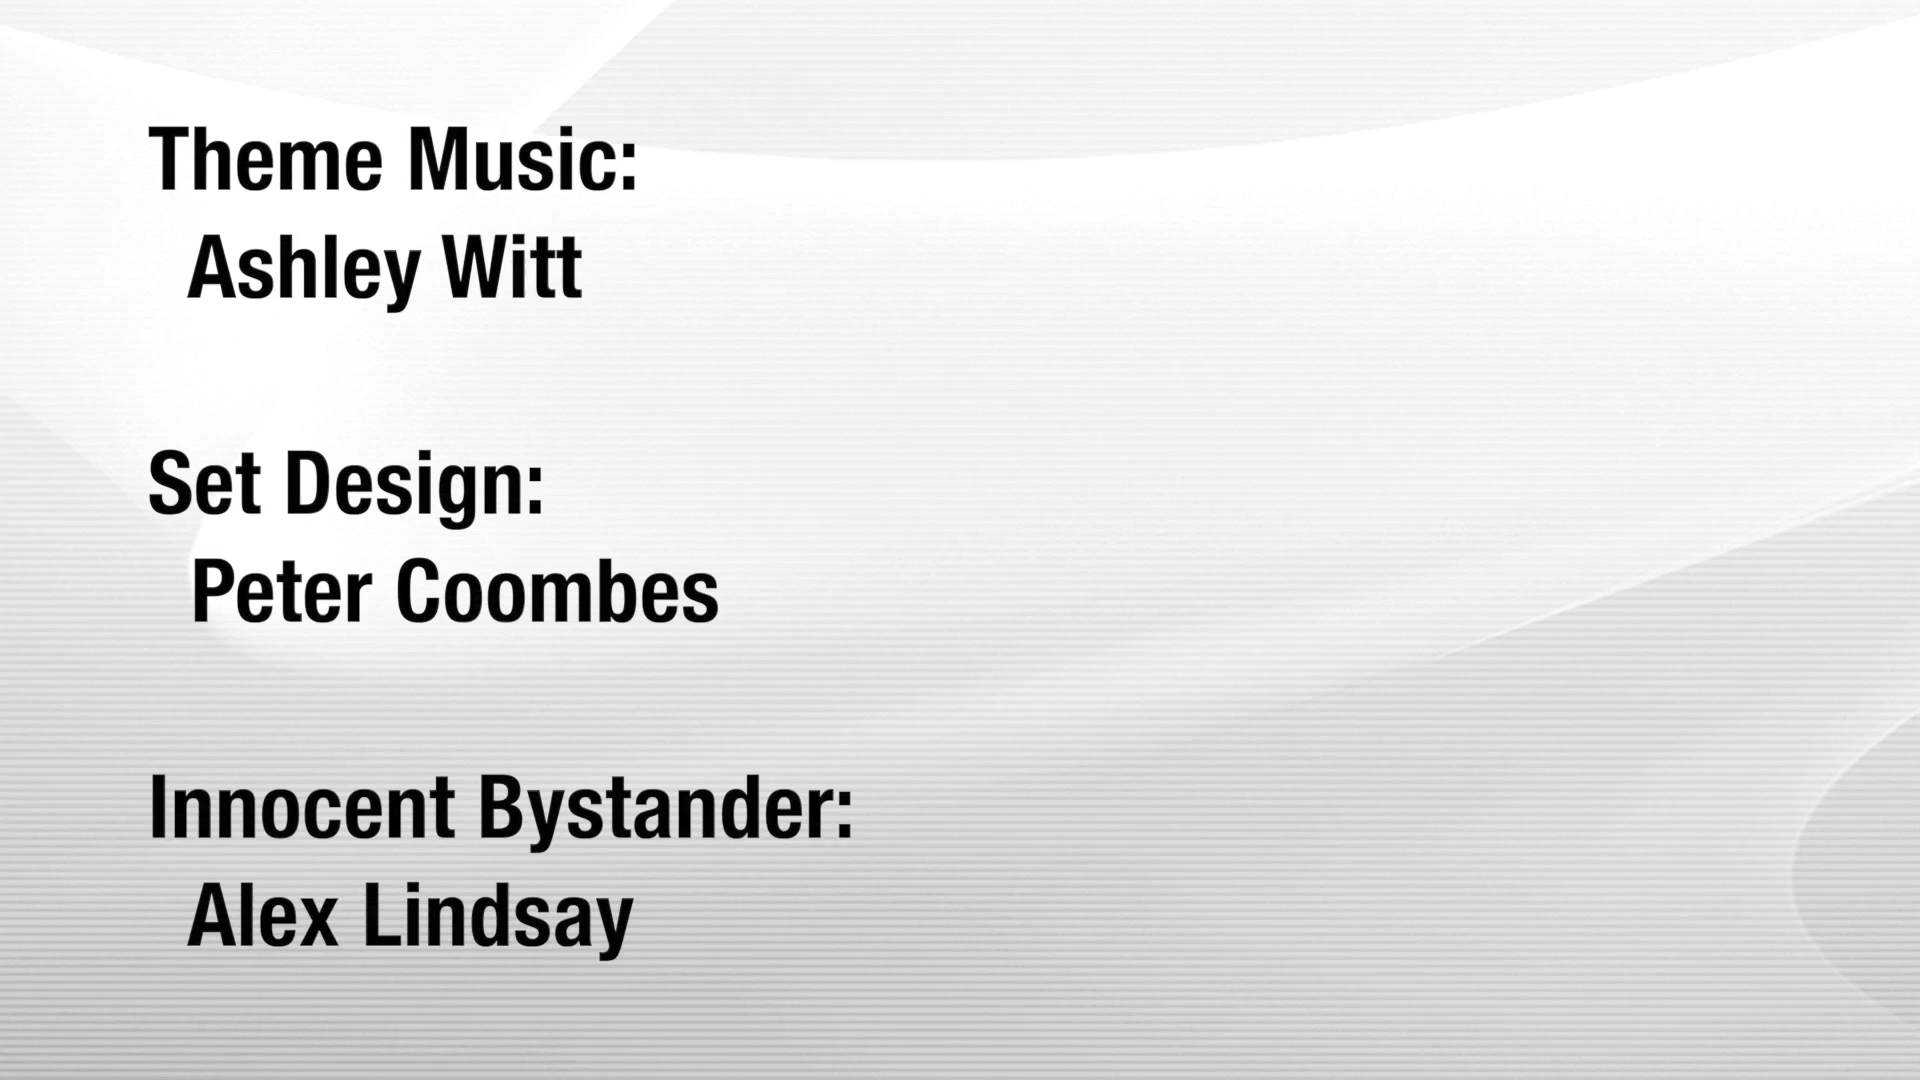 Theme Music:
Ashley Witt
Set Design:
Peter Coombes
Innocent Bystander:
Alex Lindsay